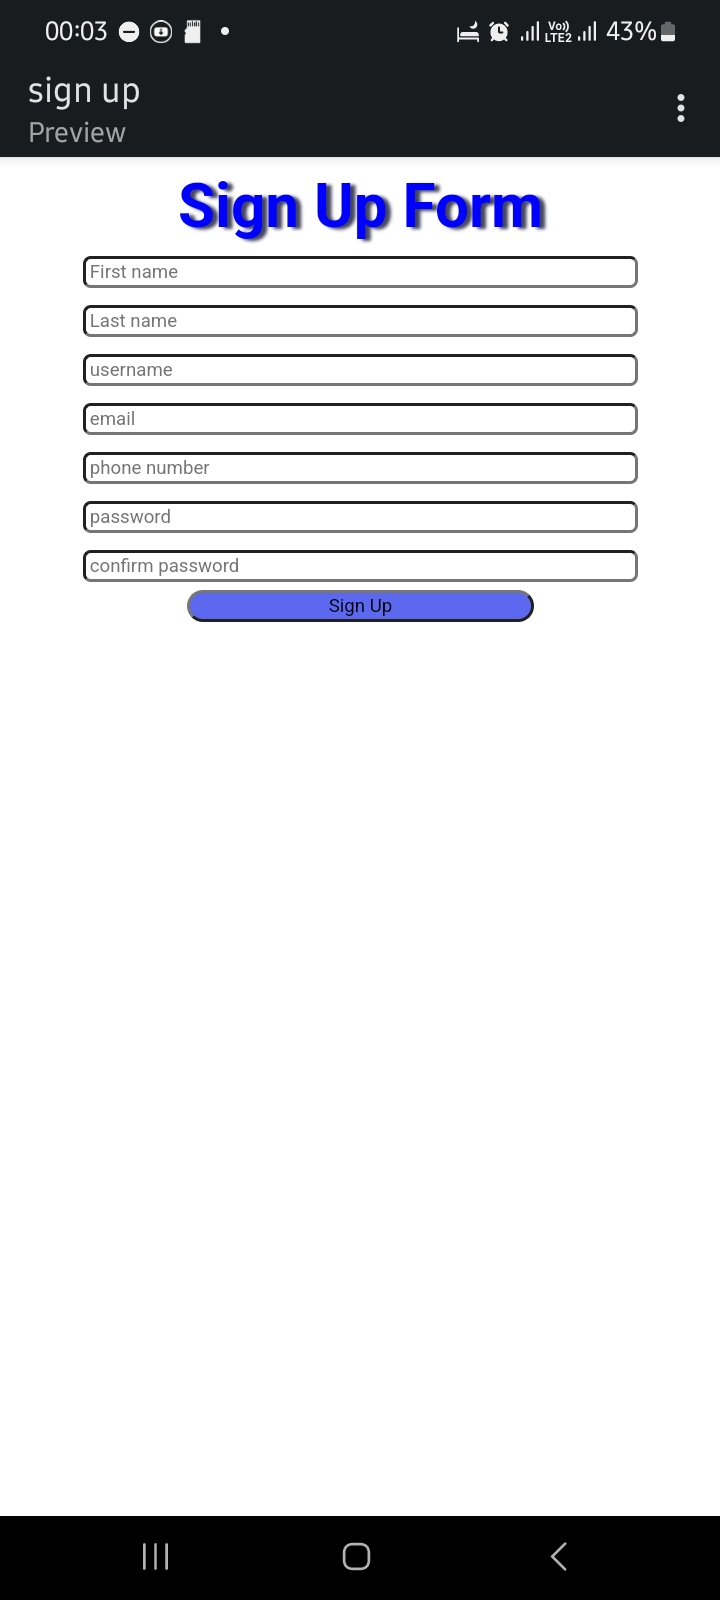 00:03 Vo)) LTE2 43%
sign up
Preview
Sign Up Form
First name
Last name
username
email
phone number
password
confirm password
Sign Up